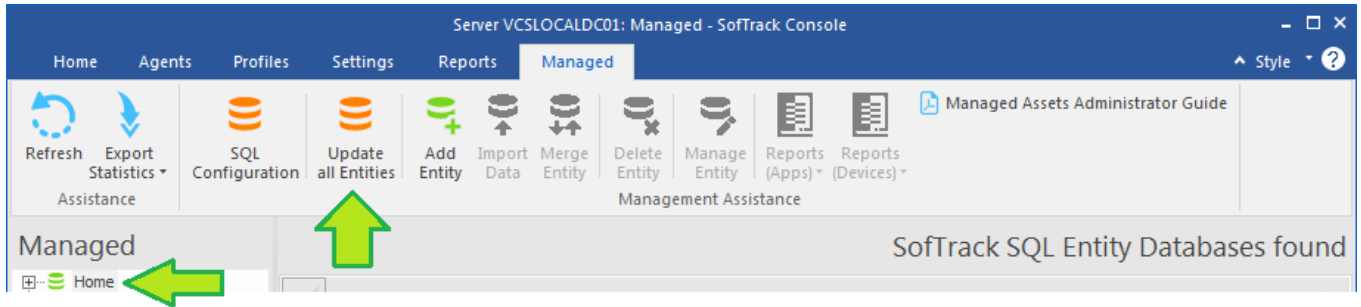 Server VCSLOCALDC01: Managed - SofTrack Console
Home Agents Profiles Settings Reports Managed Style ?
Managed Assets Administrator Guide
Refresh Export Statistics SQL Configuration Update all Entities Add Entity Import Data Merge Entity Delete Entity Manage Entity Reports (Apps) Reports (Devices)
Assistance Management Assistance
Managed SofTrack SQL Entity Databases found
Home